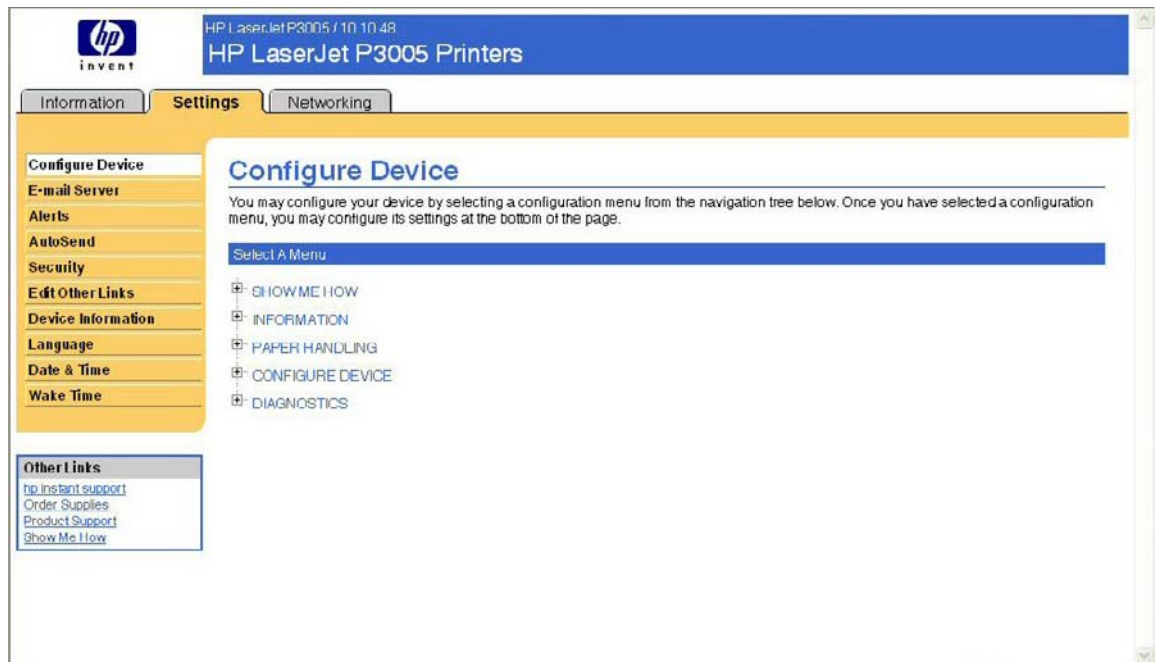 hp
invent
HP LaserJet P3005 / 10.10.48
HP LaserJet P3005 Printers
Information
Settings
Networking
Configure Device
E-mail Server
Alerts
AutoSend
Security
Edit Other Links
Device Information
Language
Date & Time
Wake Time
Other Links
hp instant support
Order Supplies
Product Support
Show Me How
Configure Device
You may configure your device by selecting a configuration menu from the navigation tree below. Once you have selected a configuration
menu, you may configure its settings at the bottom of the page.
Select A Menu
SHOW ME HOW
INFORMATION
PAPER HANDLING
CONFIGURE DEVICE
DIAGNOSTICS